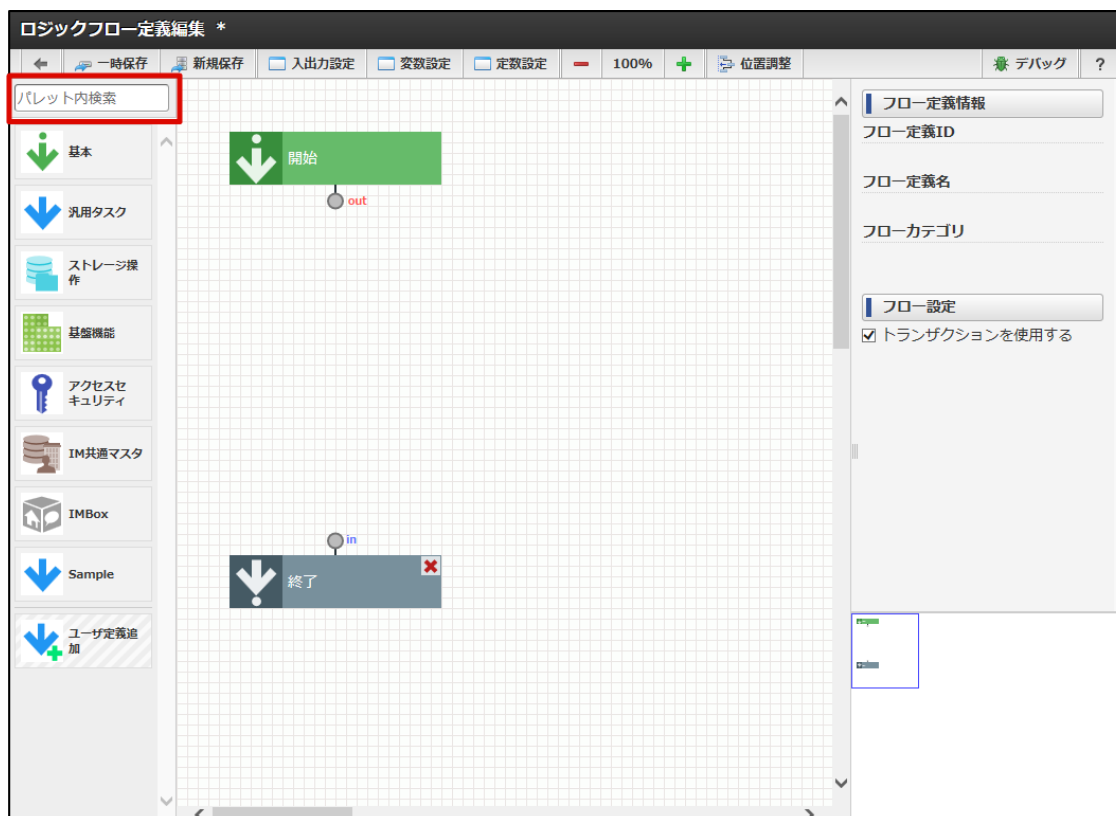 ロジックフロー定義編集 *
一時保存
新規保存
入出力設定
変数設定
定数設定
100%
位置調整
デバッグ
?
パレット内検索
基本
汎用タスク
ストレージ操
作
基盤機能
アクセスセ
キュリティ
IM共通マスタ
IMBox
Sample
ユーザ定義追
加
開始
out
in
終了
フロー定義情報
フロー定義ID
フロー定義名
フローカテゴリ
フロー設定
トランザクションを使用する